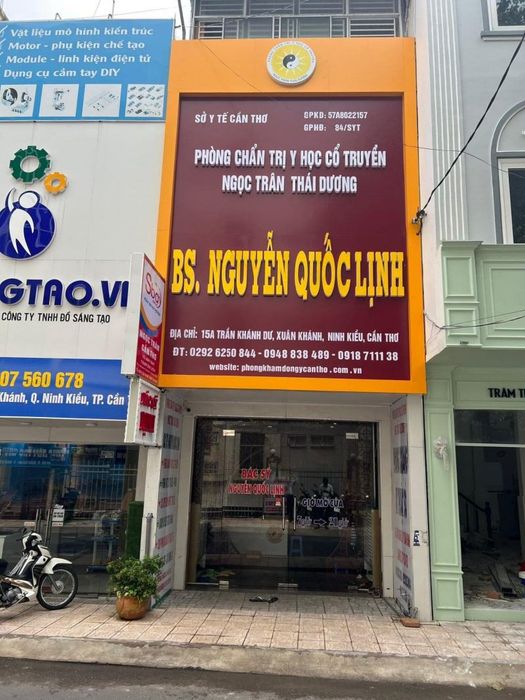 Vật liệu mô hình kiến trúc
Motor - phụ kiện chế tạo
Module - linh kiện điện tử
Dụng cụ cầm tay DIY
GTAO.VN
CÔNG TY TNHH ĐỒ SÁNG TẠO
07 560 678
Khánh, Q. Ninh Kiều, TP. Cần
SỞ Y TẾ CẦN THƠ
GPKD: 57A8022157
GPHĐ: 84/SYT
PHÒNG CHẨN TRỊ Y HỌC CỔ TRUYỀN
NGỌC TRÂN THÁI DƯƠNG
BS. NGUYỄN QUỐC LỊNH
ĐỊA CHỈ: 15A TRẦN KHÁNH DƯ, XUÂN KHÁNH, NINH KIỀU, CẦN THƠ
ĐT: 0292 6250 844 - 0948 838 489 - 0918 7111 38
website: phongkhamdongycantho.com.vn
BÁC SỸ
NGUYỄN QUỐC LỊNH
GIỜ MỞ CỬA
TRÂM